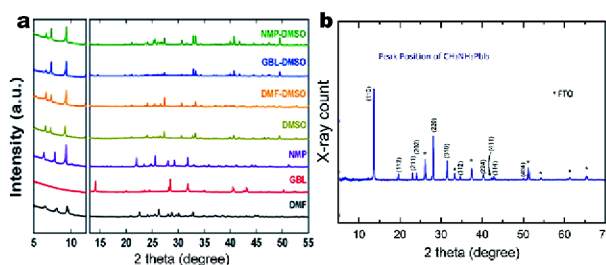 a
NMP-DMSO
GBL-DMSO
DMF-DMSO
DMSO
NMP
GBL
DMF
Intensity (a.u.)
5 10 15 20 25 30 35 40 45 50 55
2 theta (degree)
b
Peak Position of CH3NH3PbI3
* FTO
(110)
(112)
(211)
(202)
*
(220)
(310)
*
(312)
*
(224)
*
(411)
(314)
(404)
*
*
*
*
X-ray count
10 20 30 40 50 60 70
2 theta (degree)